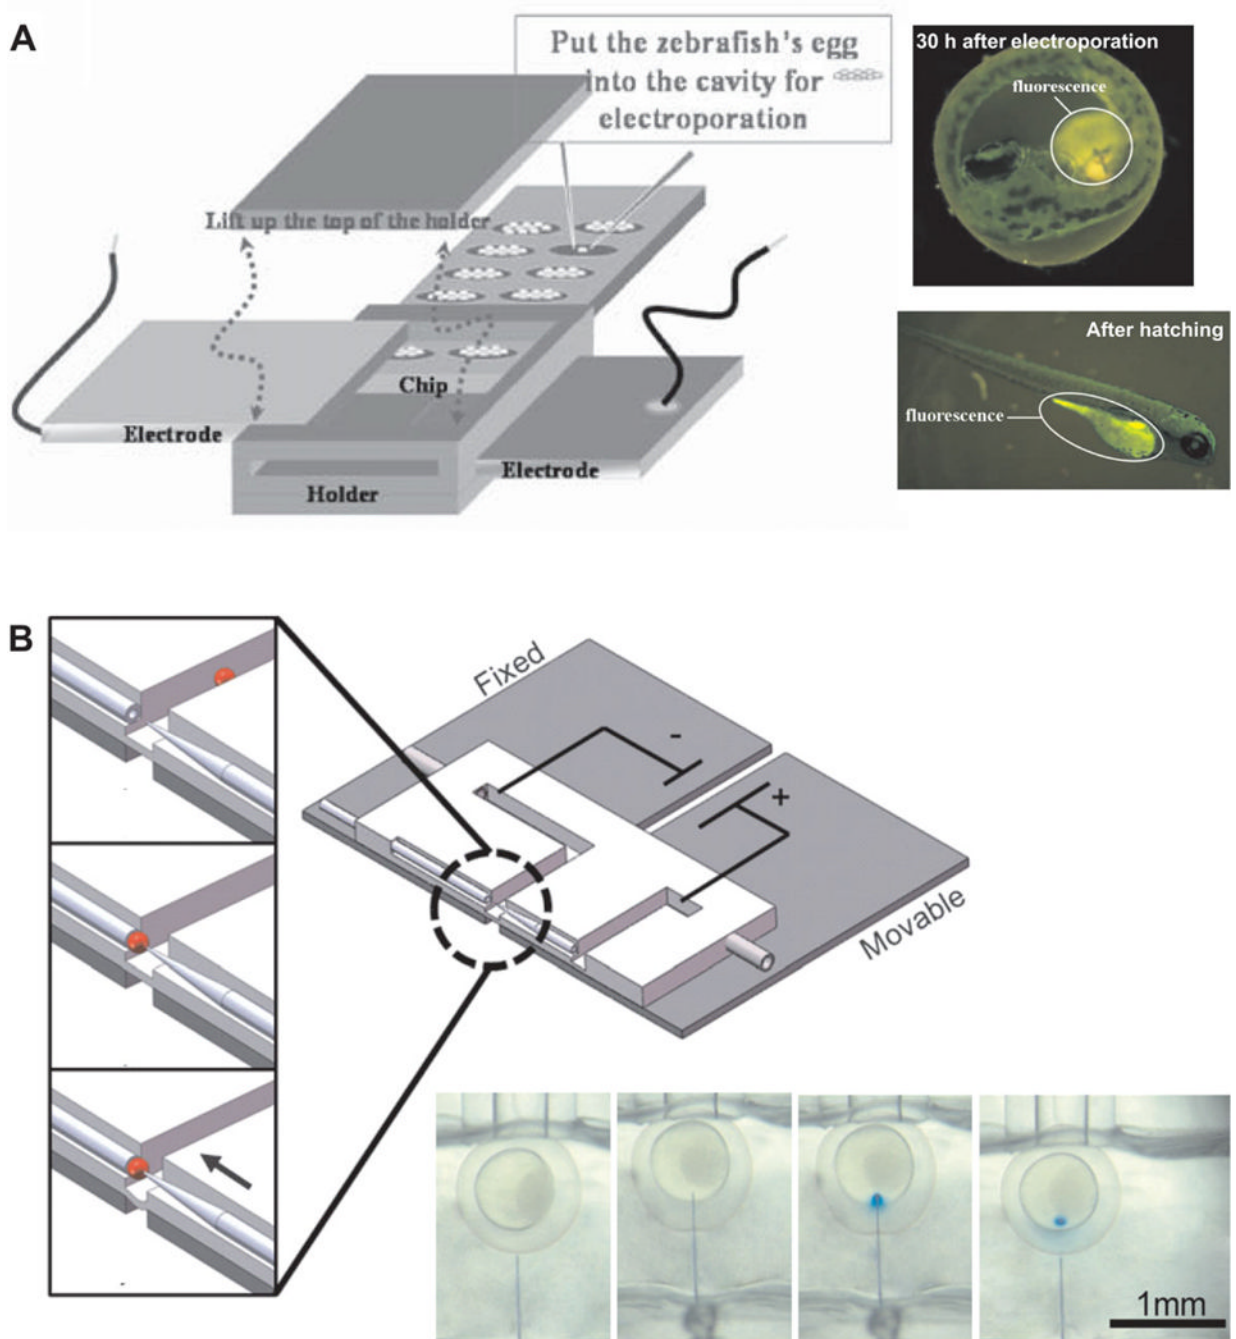 A
Put the zebrafish's egg
into the cavity for
electroporation
Lift up the top of the holder
Chip
Electrode
Electrode
Holder
30 h after electroporation
fluorescence
After hatching
fluorescence
B
Fixed
-
+
Movable
1mm